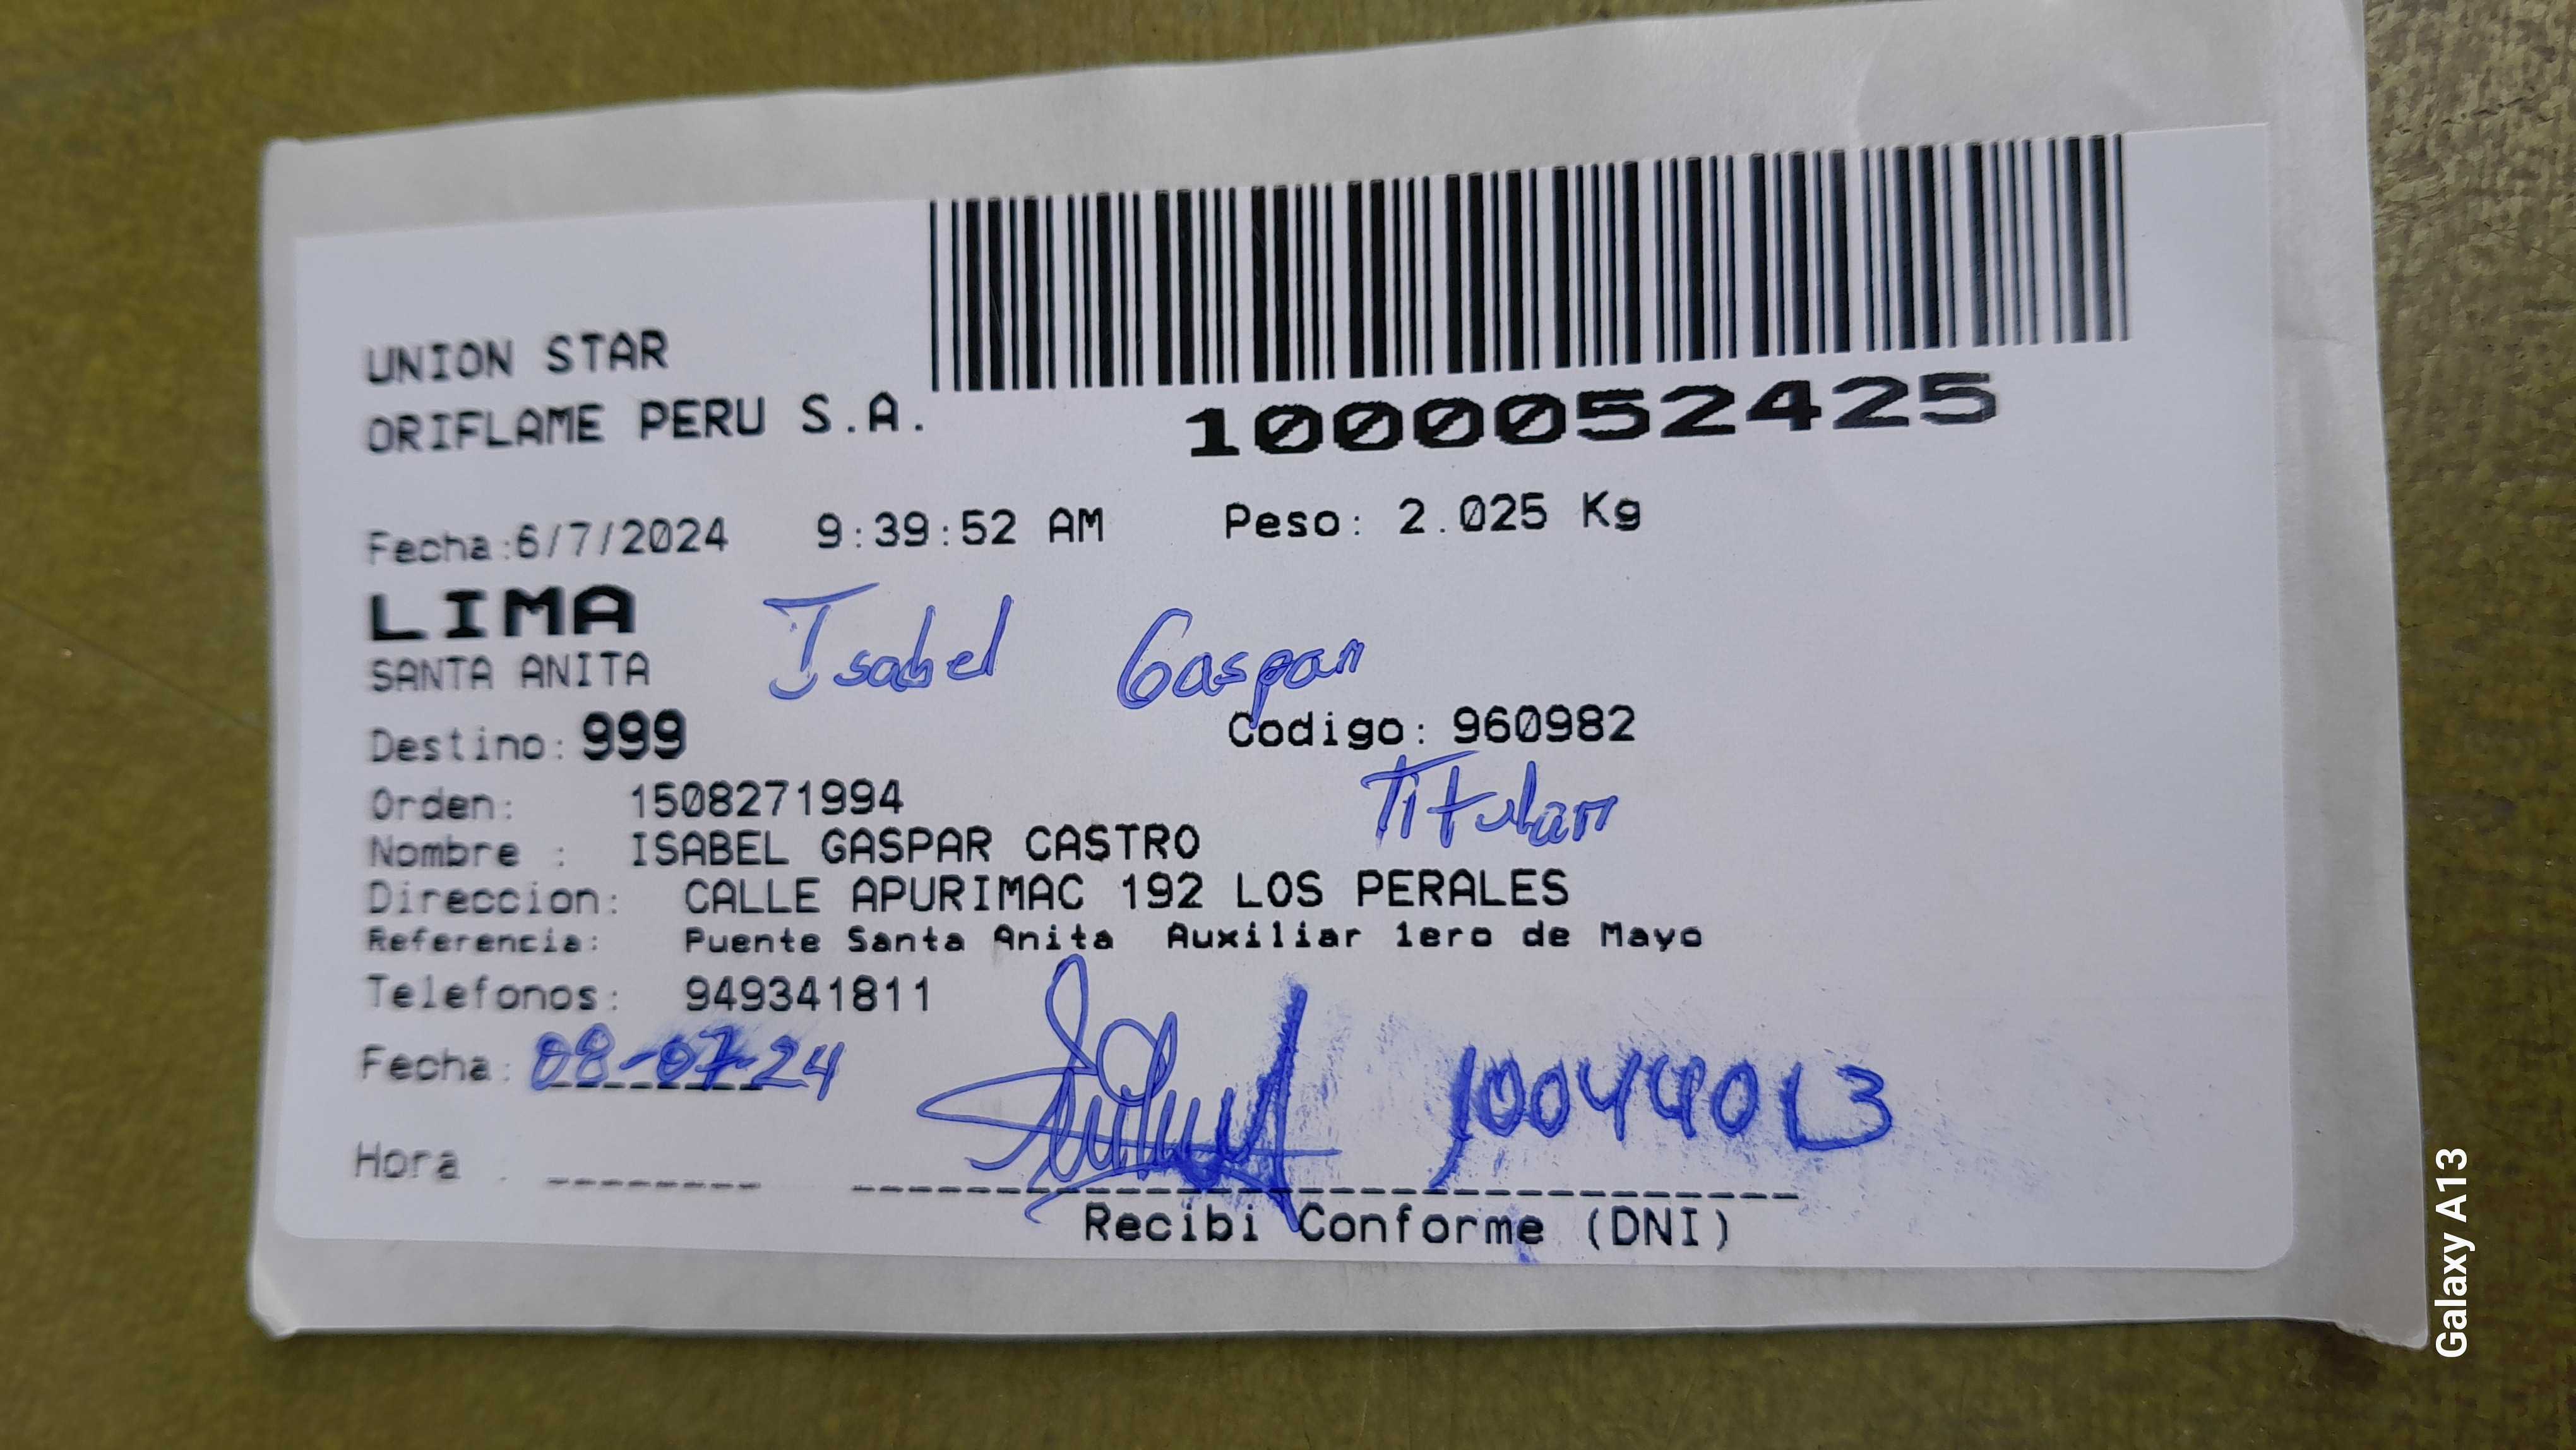 UNION STAR
ORIFLAME PERU S.A.
1000052425
Fecha:6/7/2024 9:39:52 AM Peso: 2.025 Kg
LIMA
SANTA ANITA
Isabel Gaspar
Destino: 999 Codigo: 960982
Titular
Orden: 1508271994
Nombre : ISABEL GASPAR CASTRO
Direccion: CALLE APURIMAC 192 LOS PERALES
Referencia: Puente Santa Anita Auxiliar 1ero de Mayo
Telefonos: 949341811
Fecha: 08-07-24
10044013
Hora
Recibi Conforme (DNI)
Galaxy A13